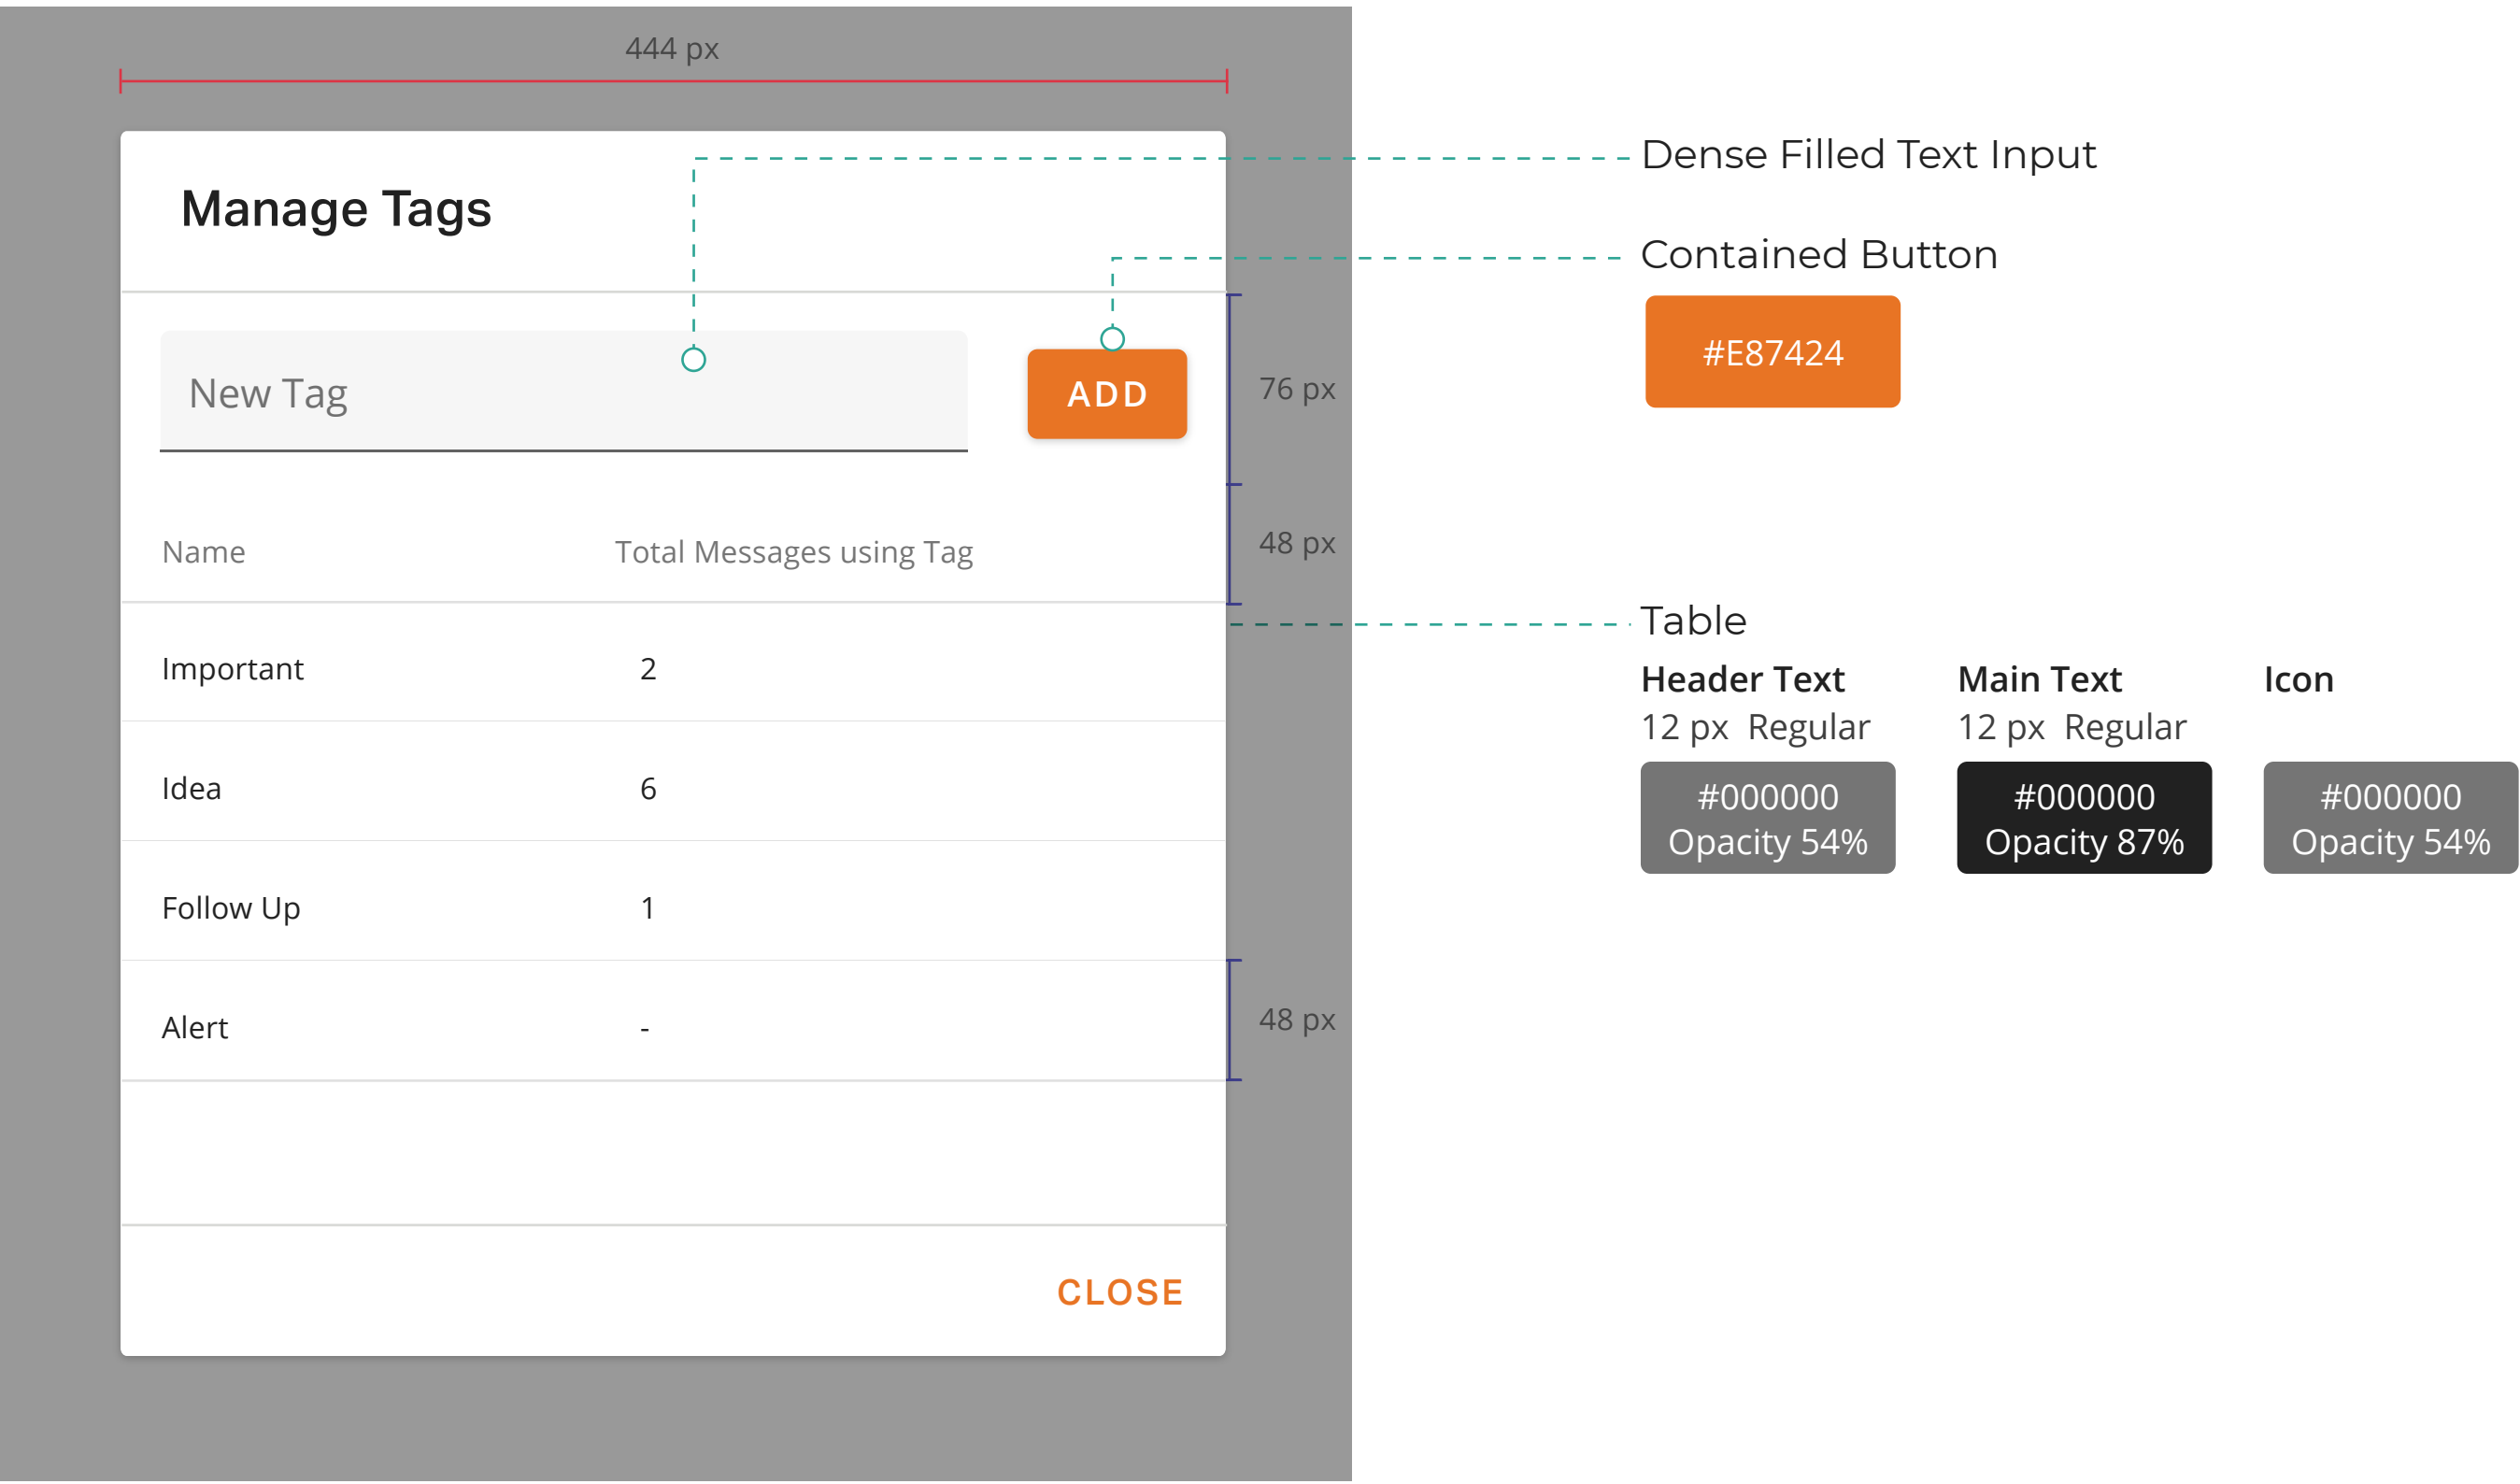 444 px
Manage Tags
New Tag
ADD
76 px
Name
Total Messages using Tag
48 px
Important
2
Idea
6
Follow Up
1
Alert
-
48 px
CLOSE
Dense Filled Text Input
Contained Button
#E87424
Table
Header Text
12 px Regular
#000000
Opacity 54%
Main Text
12 px Regular
#000000
Opacity 87%
Icon
#000000
Opacity 54%